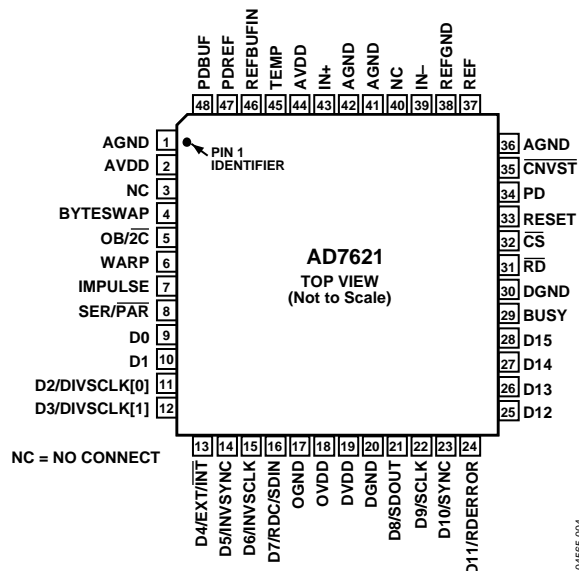 PDBUF
PDREF
REFBUFIN
TEMP
AVDD
IN+
AGND
AGND
NC
IN–
REFGND
REF
48 47 46 45 44 43 42 41 40 39 38 37
AGND 1
AVDD 2
NC 3
BYTESWAP 4
OB/2̅C̅ 5
WARP 6
IMPULSE 7
SER/P̅A̅R̅ 8
D0 9
D1 10
D2/DIVSCLK[0] 11
D3/DIVSCLK[1] 12
PIN 1
IDENTIFIER
AD7621
TOP VIEW
(Not to Scale)
36 AGND
35 C̅N̅V̅S̅T̅
34 PD
33 RESET
32 C̅S̅
31 R̅D̅
30 DGND
29 BUSY
28 D15
27 D14
26 D13
25 D12
13 14 15 16 17 18 19 20 21 22 23 24
D4/EXT/I̅N̅T̅
D5/INVSYNC
D6/INVSCLK
D7/RDC/SDIN
OGND
OVDD
DVDD
DGND
D8/SDOUT
D9/SCLK
D10/SYNC
D11/RDERROR
NC = NO CONNECT
04565-004